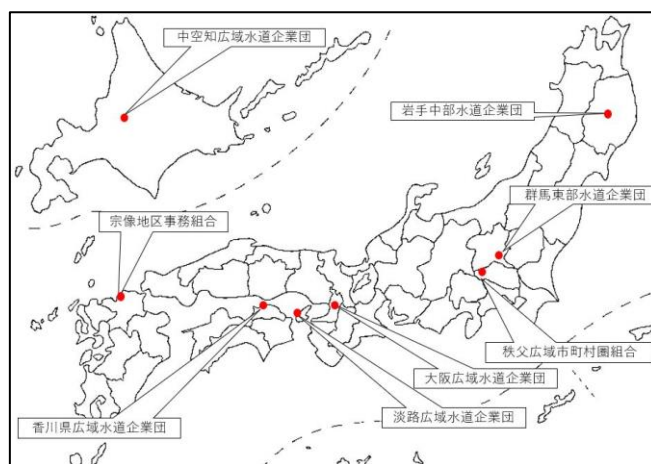 中空知広域水道企業団
岩手中部水道企業団
群馬東部水道企業団
宗像地区事務組合
秩父広域市町村圏組合
大阪広域水道企業団
淡路広域水道企業団
香川県広域水道企業団